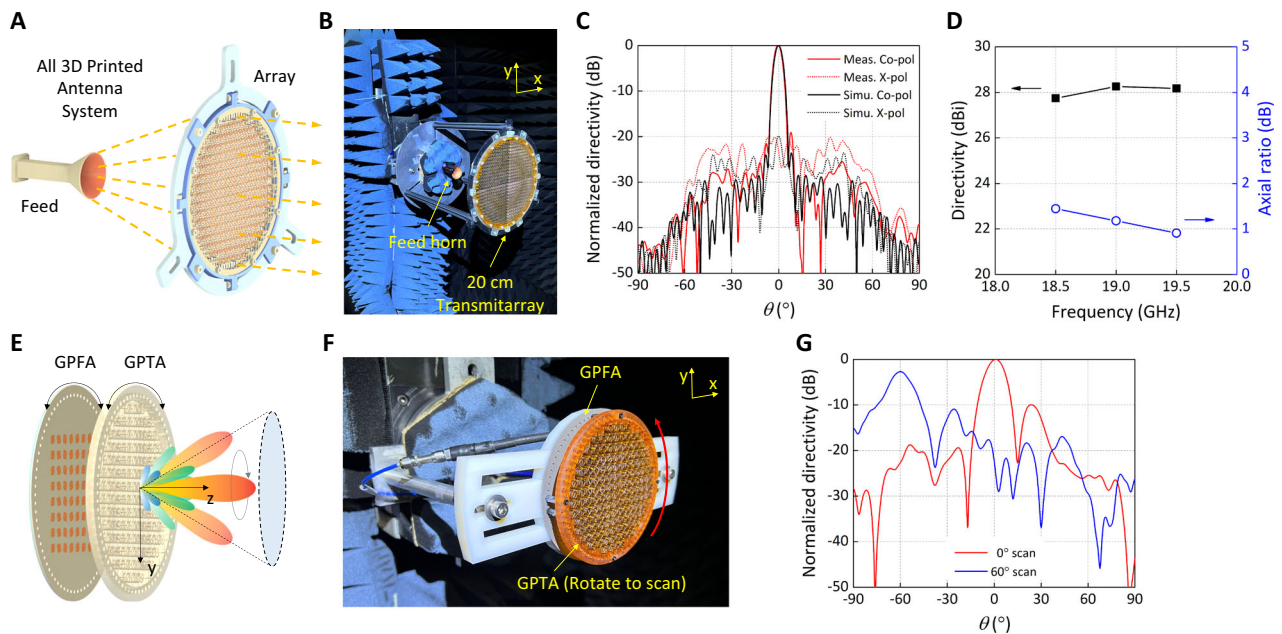 A
All 3D Printed
Antenna
System
Array
Feed
B
y
x
Feed horn
20 cm
Transmitarray
C
Normalized directivity (dB)
0
-10
-20
-30
-40
-50
-90
-60
-30
0
30
60
90
θ (°)
Meas. Co-pol
Meas. X-pol
Simu. Co-pol
Simu. X-pol
D
Directivity (dBi)
30
28
26
24
22
20
18.0
18.5
19.0
19.5
20.0
Frequency (GHz)
5
4
3
2
1
0
Axial ratio (dB)
E
GPFA
GPTA
z
y
F
GPFA
y
x
GPTA (Rotate to scan)
G
Normalized directivity (dB)
0
-10
-20
-30
-40
-50
-90
-60
-30
0
30
60
90
θ (°)
0° scan
60° scan